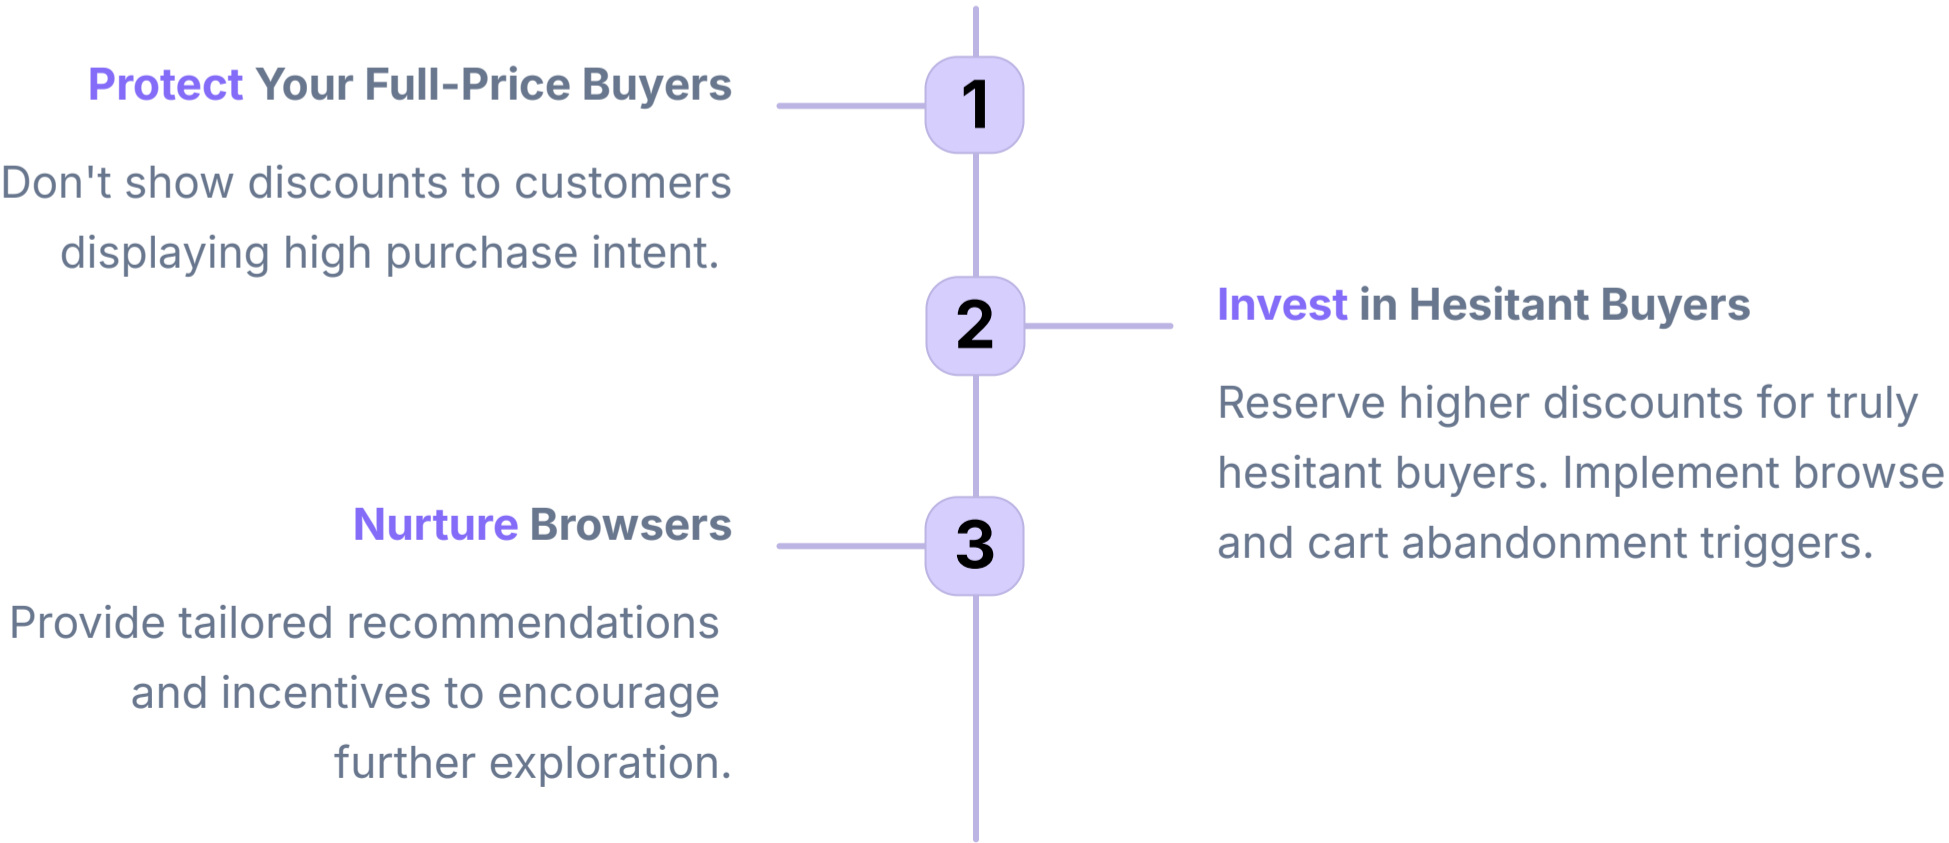 1
Protect Your Full-Price Buyers
Don't show discounts to customers
displaying high purchase intent.
2
Invest in Hesitant Buyers
Reserve higher discounts for truly
hesitant buyers. Implement browse
and cart abandonment triggers.
3
Nurture Browsers
Provide tailored recommendations
and incentives to encourage
further exploration.